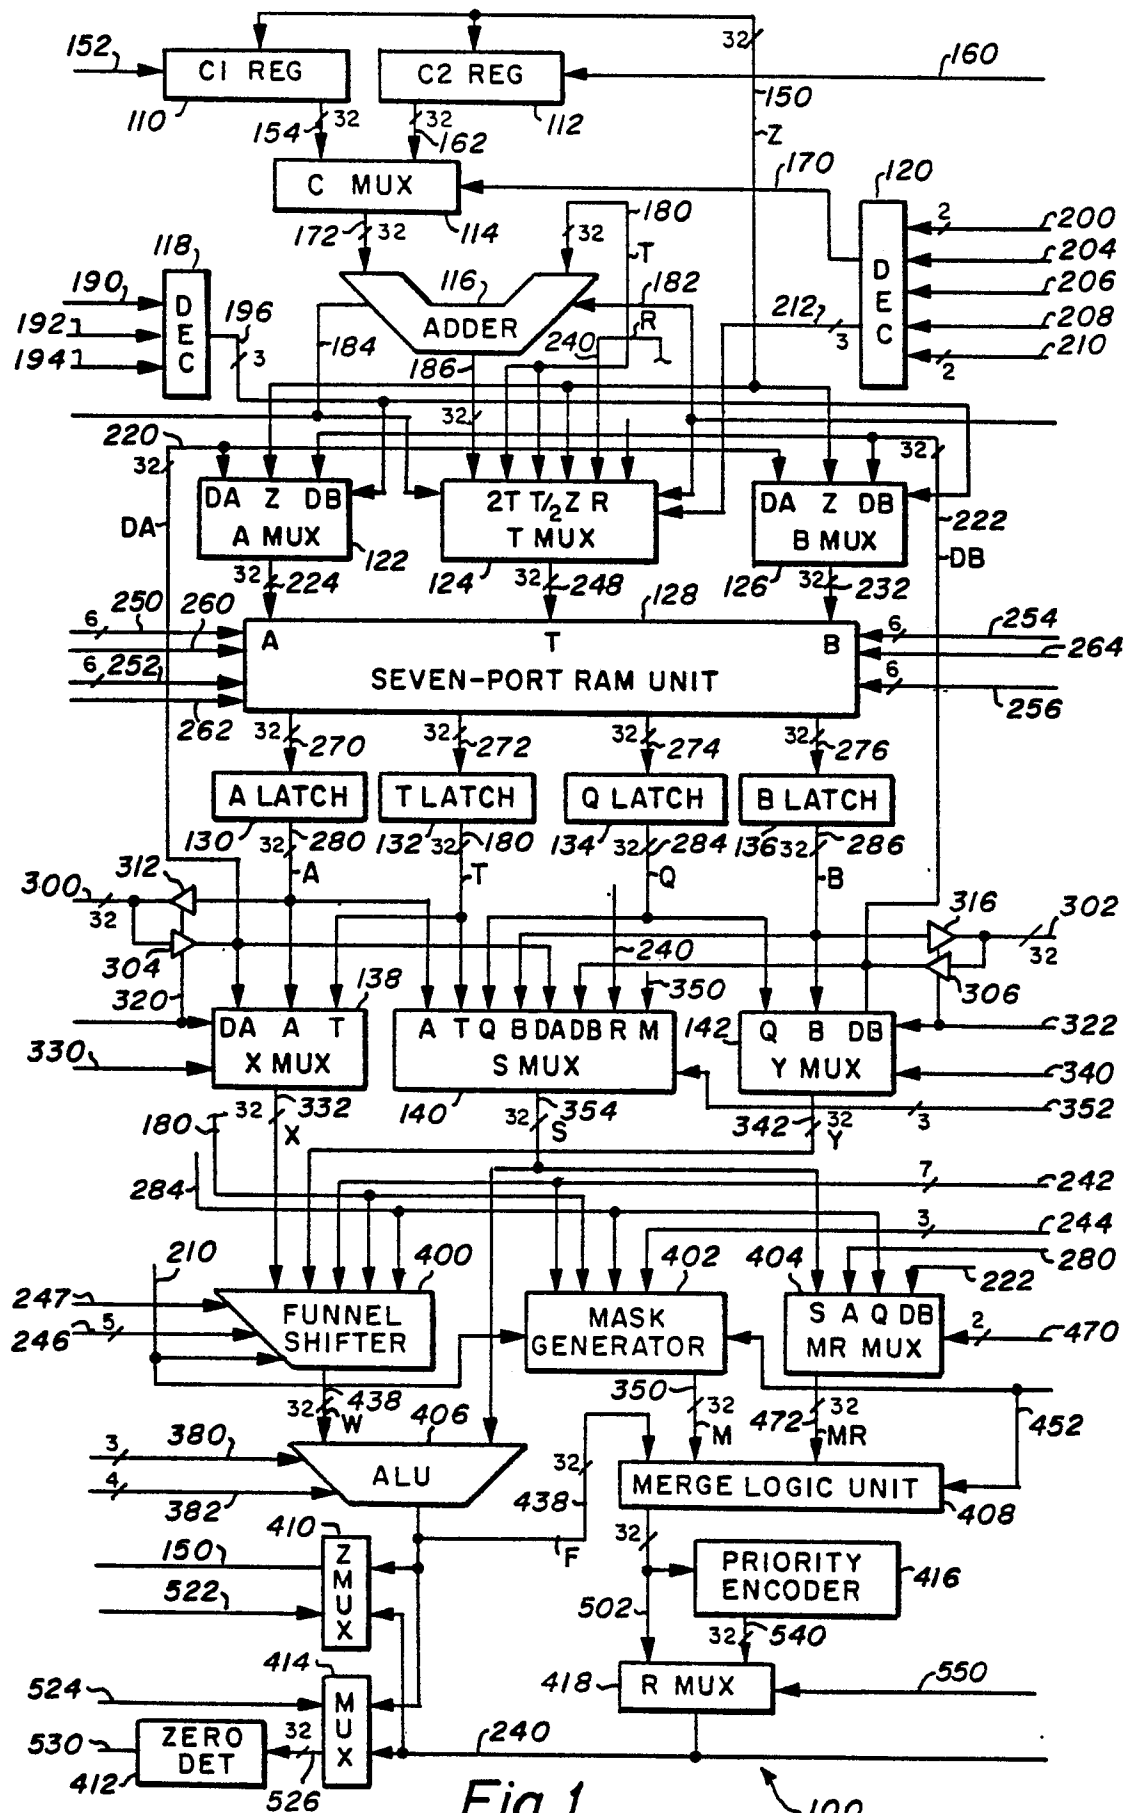 152
C1 REG
C2 REG
32
160
110
154
32
32
162
112
150
Z
170
120
C MUX
180
2
200
172
32
114
32
204
118
190
DEC
196
116
T
182
DEC
206
192
ADDER
R
212
208
194
3
184
186
240
3
210
2
220
32
32
32
DA
DA Z DB
2T T/2 Z R
DA Z DB
222
A MUX
T MUX
B MUX
DB
122
32
224
124
32
248
126
32
232
250
260
128
6
A
T
B
6
254
264
6
252
SEVEN-PORT RAM UNIT
6
262
256
32
270
32
272
32
274
32
276
A LATCH
T LATCH
Q LATCH
B LATCH
130
32
280
132
32
180
134
32
284
136
32
286
300
312
A
T
Q
B
32
316
302
304
240
32
306
320
138
350
DA A T
A T Q B DA DB R M
142
Q B DB
322
330
X MUX
S MUX
Y MUX
340
180
32
332
140
32
354
342
32
3
352
X
S
Y
284
7
242
3
244
210
400
402
404
280
222
247
FUNNEL SHIFTER
MASK GENERATOR
S A Q DB
246
5
MR MUX
2
470
438
350
32
32
32
W
406
472
452
M
MR
3
380
32
ALU
MERGE LOGIC UNIT
4
382
438
408
410
32
F
150
Z MUX
PRIORITY ENCODER
416
522
502
32
540
414
524
MUX
418
R MUX
550
530
ZERO DET
32
240
412
526
Fig. 1
100